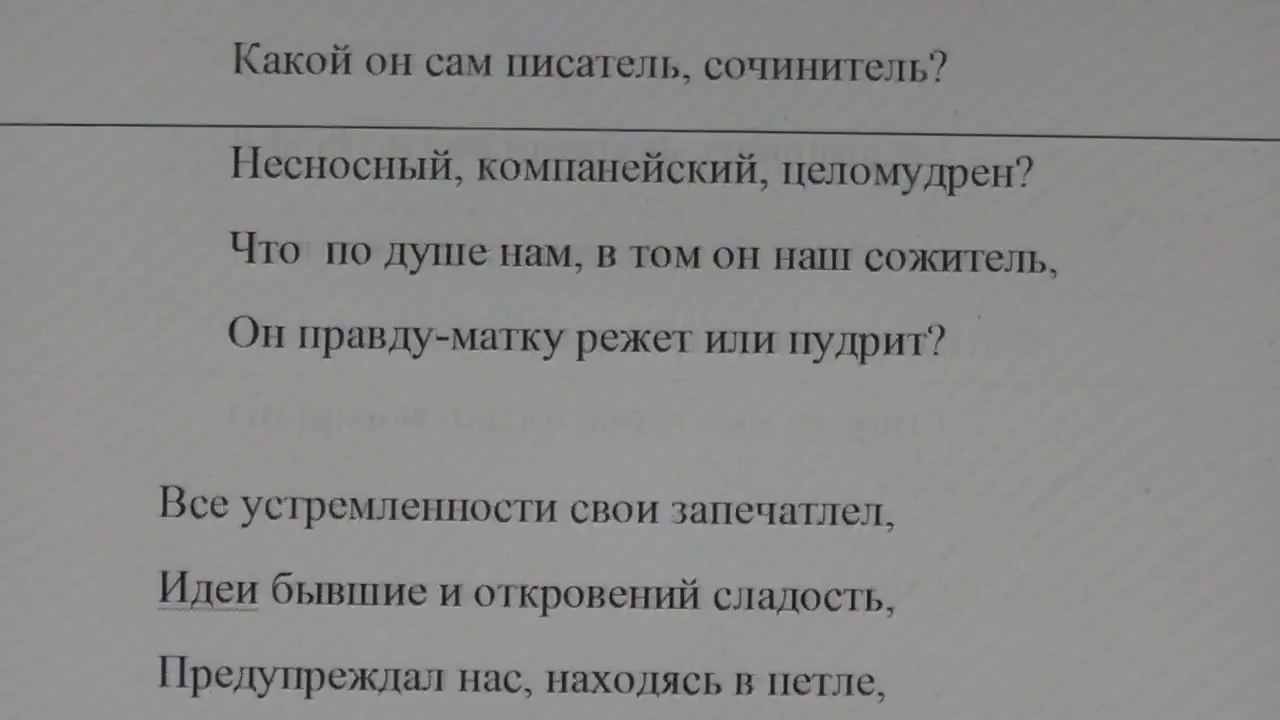 Какой он сам писатель, сочинитель?
Несносный, компанейский, целомудрен?
Что по душе нам, в том он наш сожитель,
Он правду-матку режет или пудрит?
Все устремленности свои запечатлел,
Идеи бывшие и откровений сладость,
Предупреждал нас, находясь в петле,